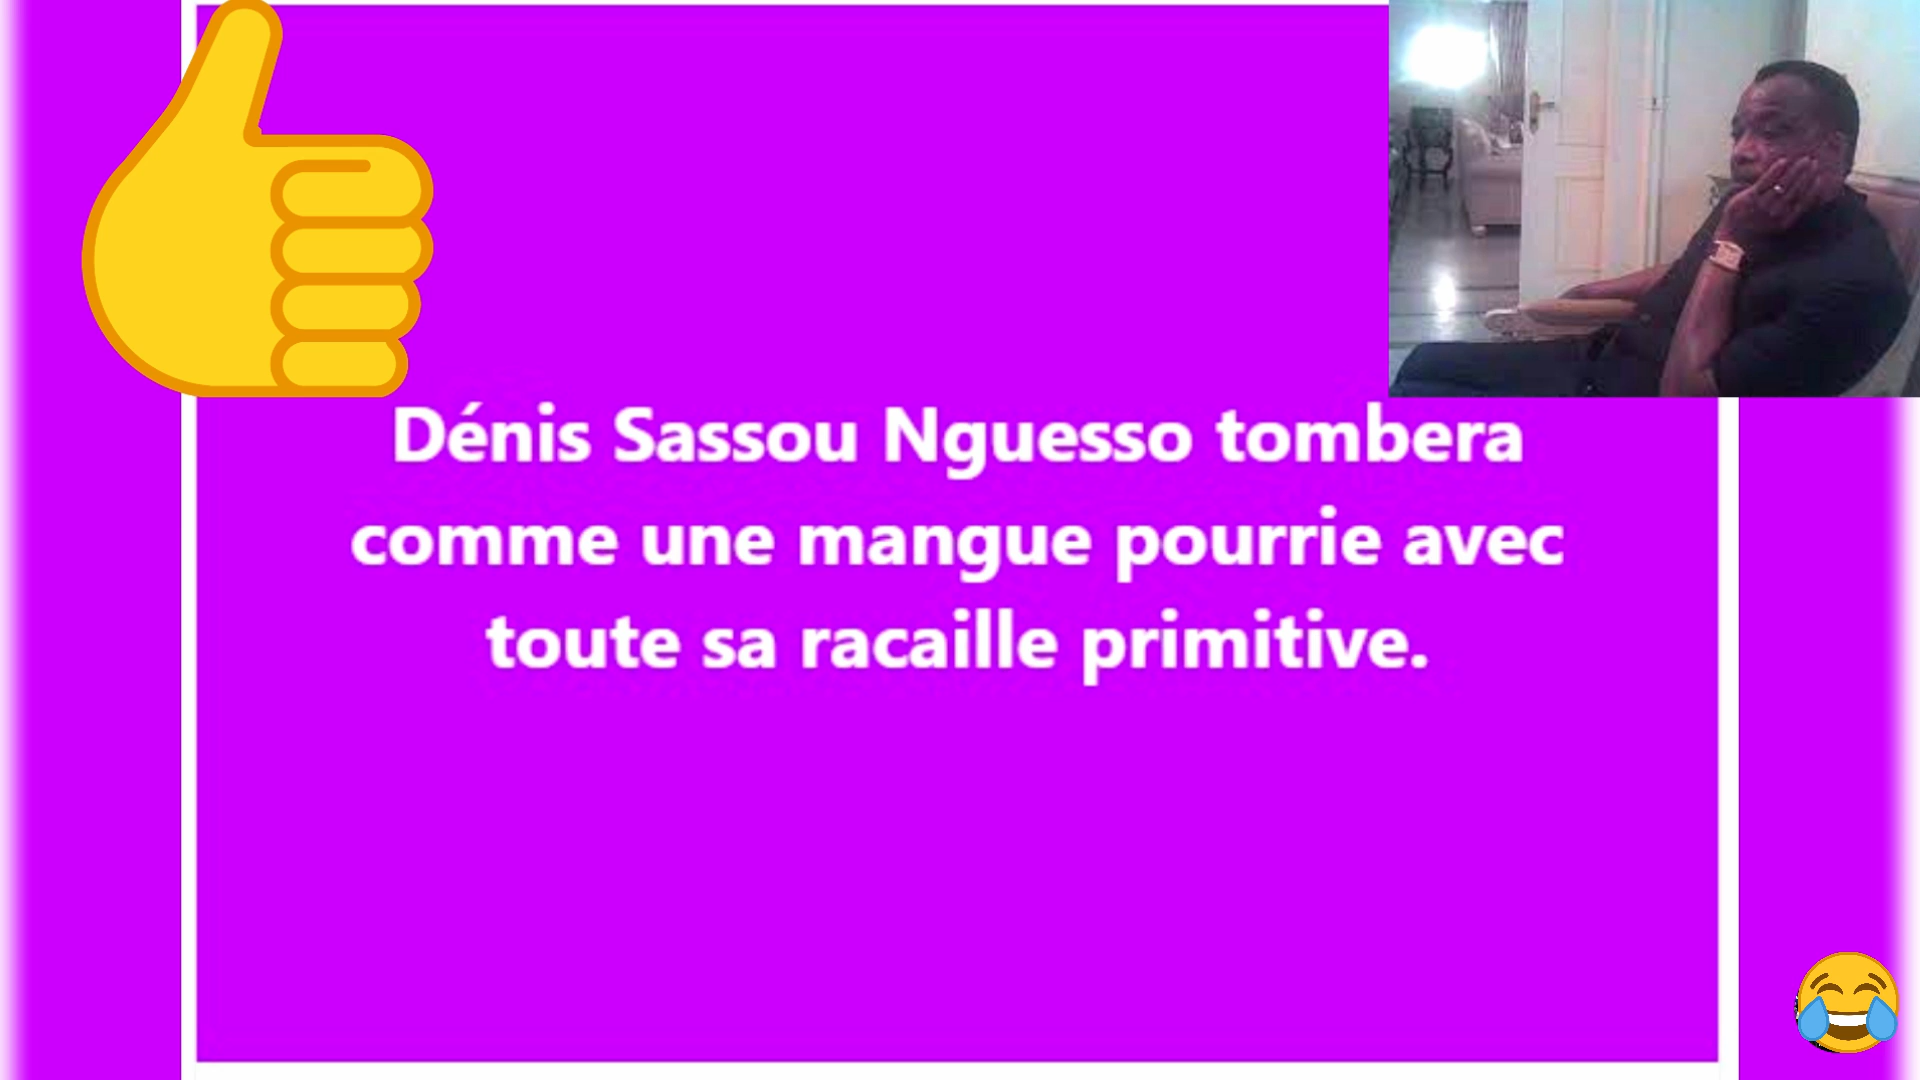 Dénis Sassou Nguesso tombera
comme une mangue pourrie avec
toute sa racaille primitive.